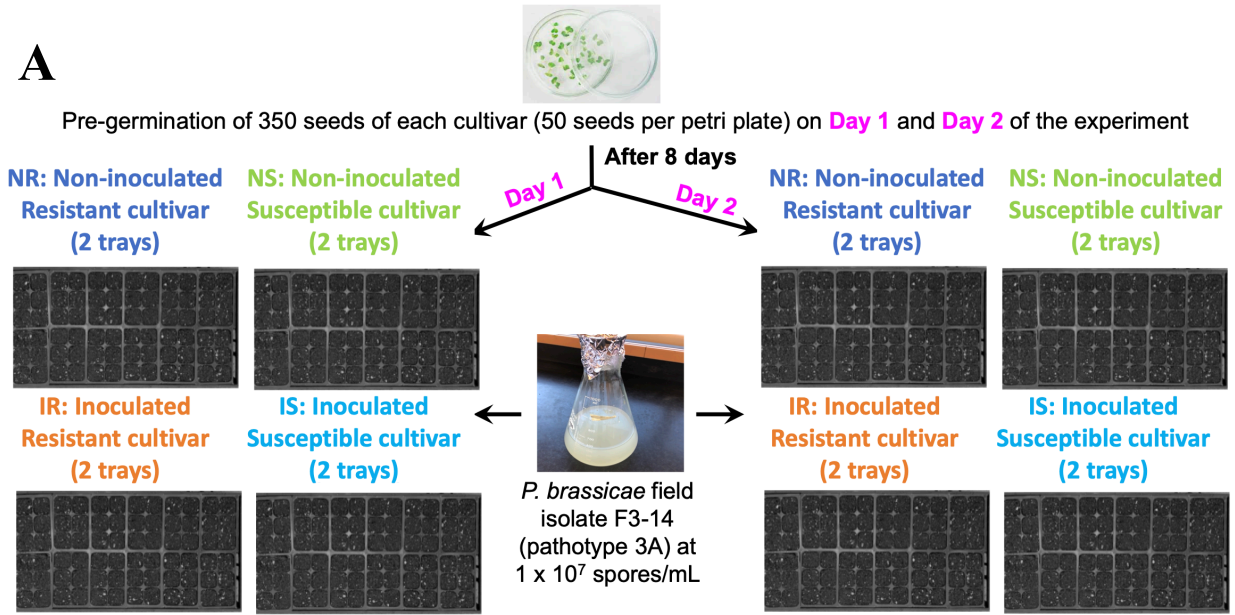 A
Pre-germination of 350 seeds of each cultivar (50 seeds per petri plate) on Day 1 and Day 2 of the experiment
After 8 days
Day 1
Day 2
NR: Non-inoculated
Resistant cultivar
(2 trays)
NS: Non-inoculated
Susceptible cultivar
(2 trays)
NR: Non-inoculated
Resistant cultivar
(2 trays)
NS: Non-inoculated
Susceptible cultivar
(2 trays)
IR: Inoculated
Resistant cultivar
(2 trays)
IS: Inoculated
Susceptible cultivar
(2 trays)
P. brassicae field
isolate F3-14
(pathotype 3A) at
1 x 10⁷ spores/mL
IR: Inoculated
Resistant cultivar
(2 trays)
IS: Inoculated
Susceptible cultivar
(2 trays)